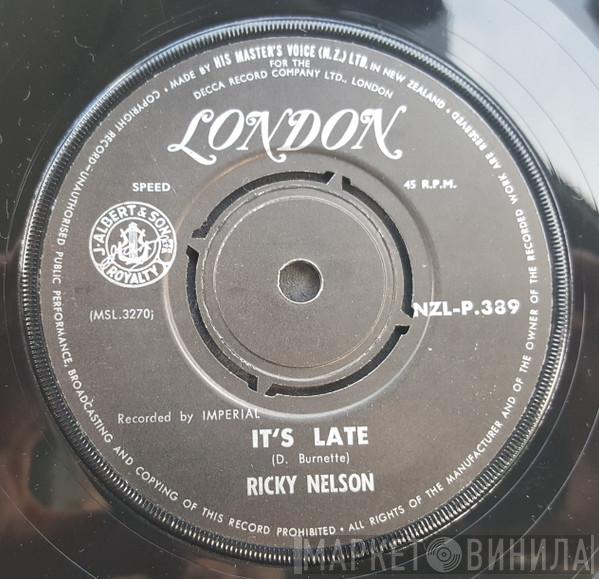 • MADE BY HIS MASTER'S VOICE (N.Z.) LTD. IN NEW ZEALAND •
FOR THE
DECCA RECORD COMPANY LTD., LONDON
LONDON
SPEED
45 R.P.M.
J. ALBERT & SON
ROYALTY
(MSL.3270)
NZL-P.389
Recorded by IMPERIAL
IT'S LATE
(D. Burnette)
RICKY NELSON
COPYRIGHT RECORD—UNAUTHORISED PUBLIC PERFORMANCE, BROADCASTING AND COPYING OF THIS RECORD PROHIBITED • ALL RIGHTS OF THE MANUFACTURER AND OF THE OWNER OF THE RECORDED WORK ARE RESERVED
МАРКЕТ ВИНИЛА